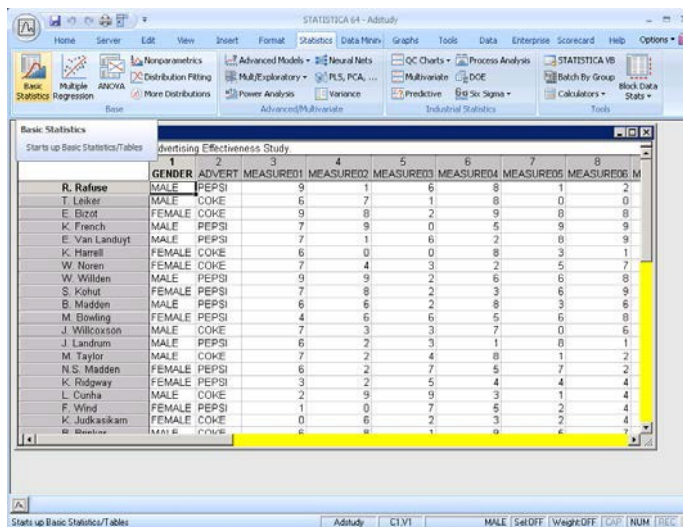 STATISTICA 64 - Adstudy
Home Server Edit View Insert Format Statistics Data Minin Graphs Tools Data Enterprise Scorecard Help Options
Nonparametrics Advanced Models Neural Nets QC Charts Process Analysis STATISTICA VB
Distribution Fitting Mult/Exploratory PLS, PCA, ... Multivariate DOE Batch By Group
Basic Statistics Multiple Regression ANOVA More Distributions Power Analysis Variance Predictive Six Sigma Calculators Block Data Stats
Base Advanced/Multivariate Industrial Statistics Tools
Basic Statistics
Starts up Basic Statistics/Tables
dvertising Effectiveness Study.
1 2 3 4 5 6 7 8
GENDER ADVERT MEASURE01 MEASURE02 MEASURE03 MEASURE04 MEASURE05 MEASURE06 M
R. Rafuse MALE PEPSI 9 1 6 8 1 2
T. Leiker MALE COKE 6 7 1 8 0 0
E. Bizot FEMALE COKE 9 8 2 9 8 8
K. French MALE PEPSI 7 9 0 5 9 9
E. Van Landuyt MALE PEPSI 7 1 6 2 8 9
K. Harrell FEMALE COKE 6 0 0 8 3 1
W. Noren FEMALE COKE 7 4 3 2 5 7
W. Willden MALE PEPSI 9 9 2 6 6 8
S. Kohut FEMALE PEPSI 7 8 2 3 6 9
B. Madden MALE PEPSI 6 6 2 8 3 6
M. Bowling FEMALE PEPSI 4 6 6 5 6 8
J. Willcoxson MALE COKE 7 3 3 7 0 6
J. Landrum MALE PEPSI 6 2 3 1 8 1
M. Taylor MALE COKE 7 2 4 8 1 2
N.S. Madden FEMALE PEPSI 6 2 7 5 7 2
K. Ridgway FEMALE PEPSI 3 2 5 4 4 4
L. Cunha MALE COKE 2 9 9 3 1 4
F. Wind FEMALE PEPSI 1 0 7 5 2 4
K. Judkasikam FEMALE COKE 0 6 2 3 2 4
MALE COKE 6 8 1 9 6 7
Starts up Basic Statistics/Tables Adstudy C1,V1 MALE Sel:OFF Weight:OFF CAP NUM REC